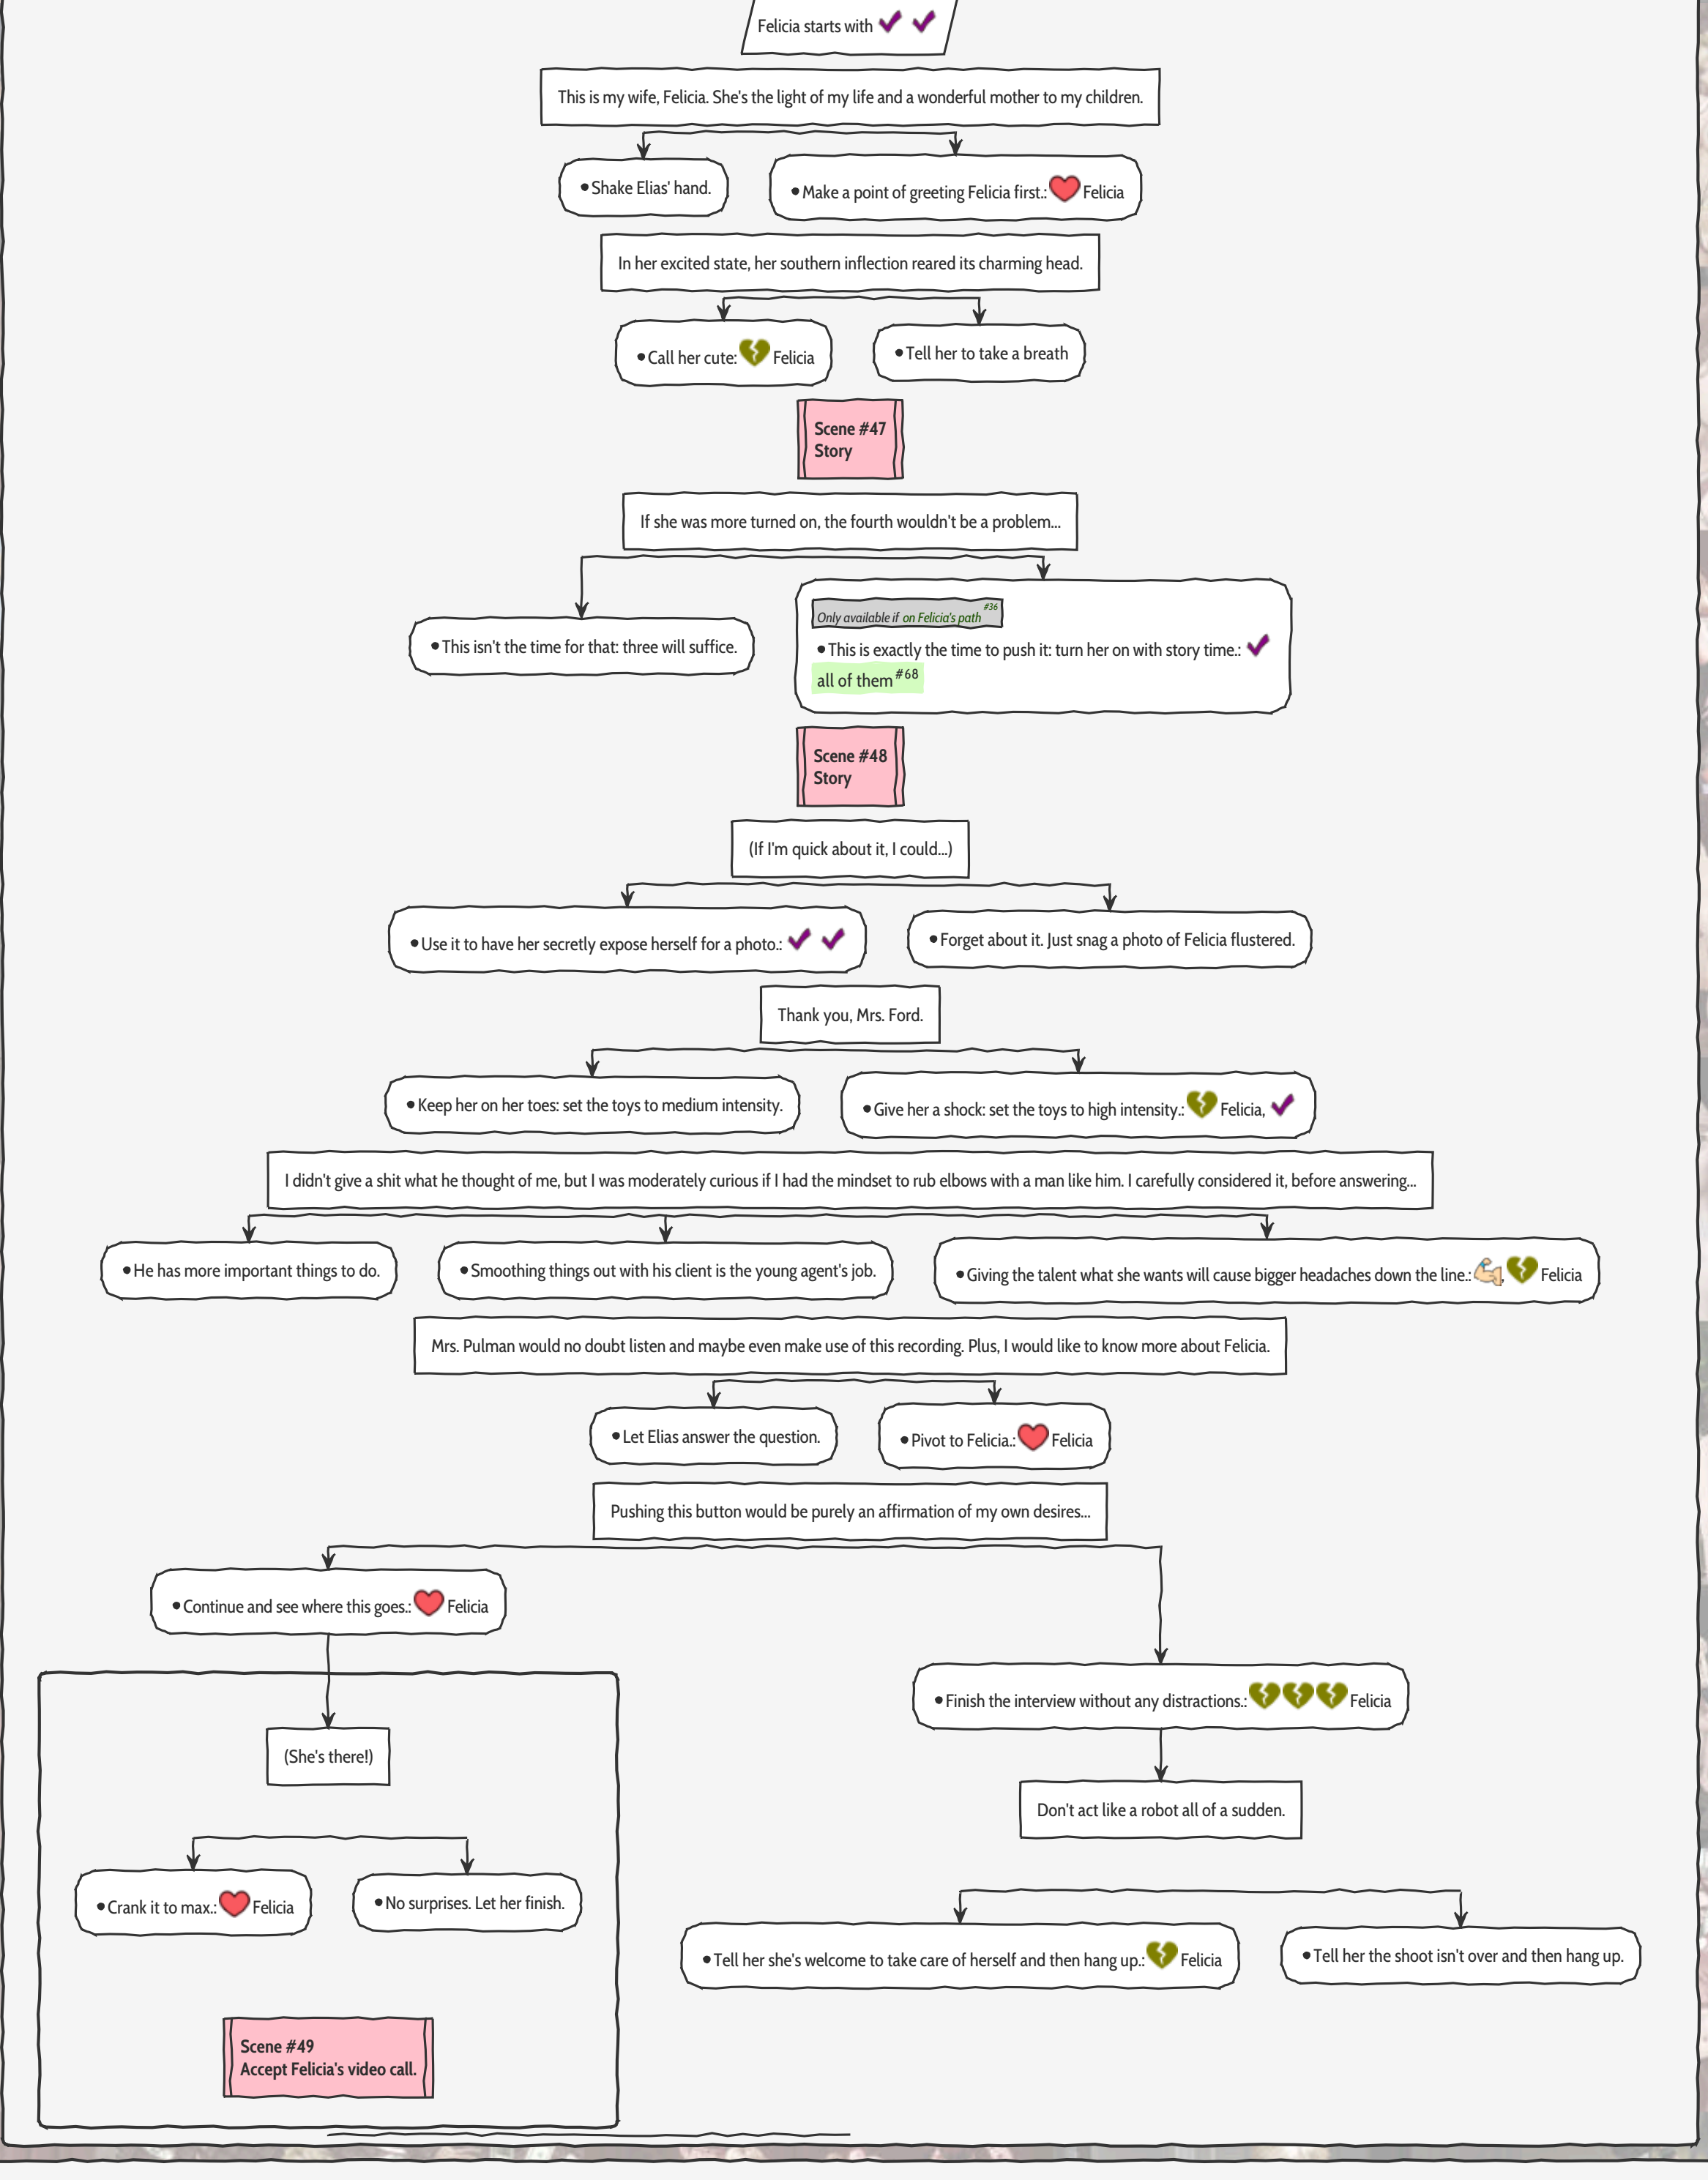 Felicia starts with
This is my wife, Felicia. She's the light of my life and a wonderful mother to my children.
•Shake Elias' hand.
•Make a point of greeting Felicia first.: Felicia
In her excited state, her southern inflection reared its charming head.
•Call her cute: Felicia
•Tell her to take a breath
Scene #47
Story
If she was more turned on, the fourth wouldn't be a problem...
•This isn't the time for that: three will suffice.
Only available if on Felicia's path #36
•This is exactly the time to push it: turn her on with story time.:
all of them #68
Scene #48
Story
(If I'm quick about it, I could...)
•Use it to have her secretly expose herself for a photo.:
•Forget about it. Just snag a photo of Felicia flustered.
Thank you, Mrs. Ford.
•Keep her on her toes: set the toys to medium intensity.
•Give her a shock: set the toys to high intensity.: Felicia,
I didn't give a shit what he thought of me, but I was moderately curious if I had the mindset to rub elbows with a man like him. I carefully considered it, before answering...
•He has more important things to do.
•Smoothing things out with his client is the young agent's job.
•Giving the talent what she wants will cause bigger headaches down the line.: , Felicia
Mrs. Pulman would no doubt listen and maybe even make use of this recording. Plus, I would like to know more about Felicia.
•Let Elias answer the question.
•Pivot to Felicia.: Felicia
Pushing this button would be purely an affirmation of my own desires...
•Continue and see where this goes.: Felicia
•Finish the interview without any distractions.: Felicia
(She's there!)
Don't act like a robot all of a sudden.
•Crank it to max.: Felicia
•No surprises. Let her finish.
•Tell her she's welcome to take care of herself and then hang up.: Felicia
•Tell her the shoot isn't over and then hang up.
Scene #49
Accept Felicia's video call.